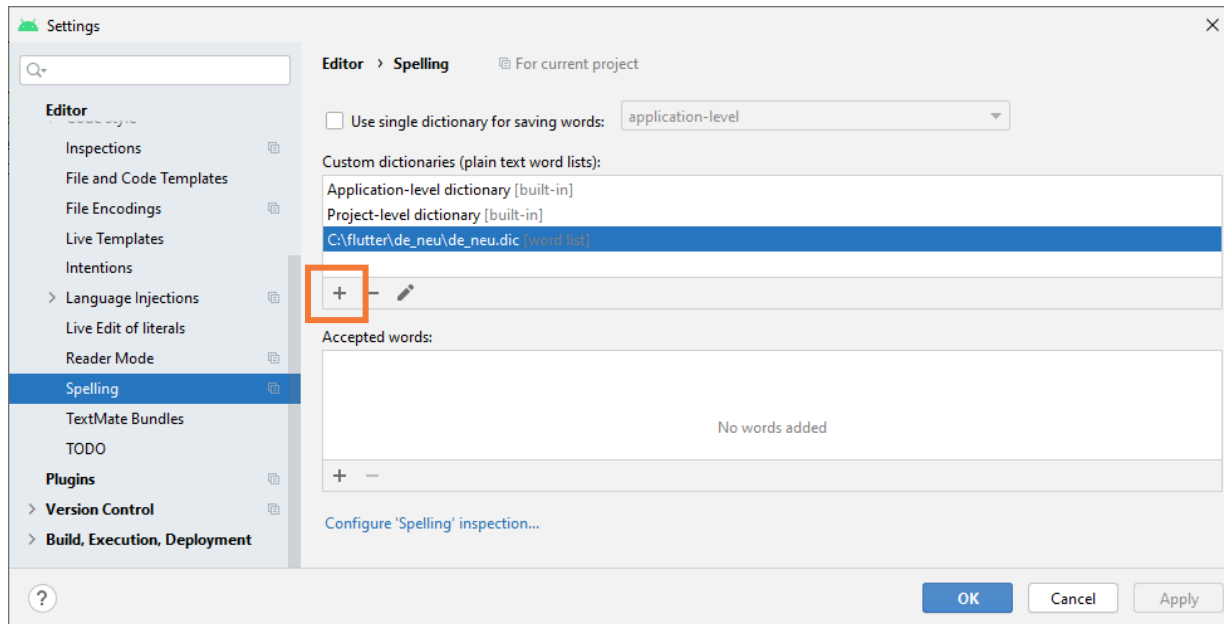 Settings
Editor
Inspections
File and Code Templates
File Encodings
Live Templates
Intentions
Language Injections
Live Edit of literals
Reader Mode
Spelling
TextMate Bundles
TODO
Plugins
Version Control
Build, Execution, Deployment
Editor › Spelling For current project
Use single dictionary for saving words: application-level
Custom dictionaries (plain text word lists):
Application-level dictionary [built-in]
Project-level dictionary [built-in]
C:\flutter\de_neu\de_neu.dic [word list]
Accepted words:
No words added
Configure 'Spelling' inspection...
? OK Cancel Apply